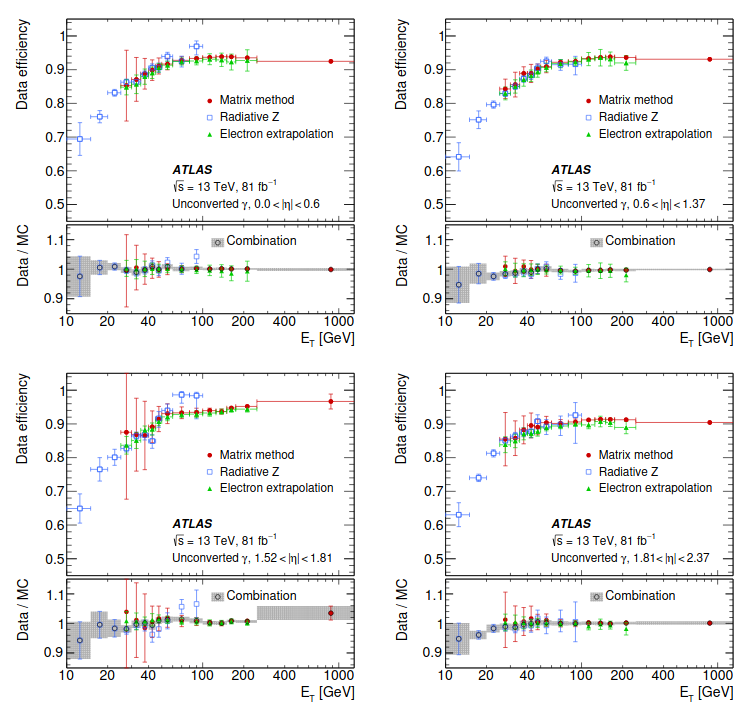 Data efficiency
1
0.9
0.8
0.7
0.6
0.5
Matrix method
Radiative Z
Electron extrapolation
ATLAS
√s = 13 TeV, 81 fb⁻¹
Unconverted γ, 0.0 < |η| < 0.6
Data / MC
1.1
1
0.9
Combination
10 20 40 100 200 400 1000
E_T [GeV]
Data efficiency
1
0.9
0.8
0.7
0.6
0.5
Matrix method
Radiative Z
Electron extrapolation
ATLAS
√s = 13 TeV, 81 fb⁻¹
Unconverted γ, 0.6 < |η| < 1.37
Data / MC
1.1
1
0.9
Combination
10 20 40 100 200 400 1000
E_T [GeV]
Data efficiency
1
0.9
0.8
0.7
0.6
0.5
Matrix method
Radiative Z
Electron extrapolation
ATLAS
√s = 13 TeV, 81 fb⁻¹
Unconverted γ, 1.52 < |η| < 1.81
Data / MC
1.1
1
0.9
Combination
10 20 40 100 200 400 1000
E_T [GeV]
Data efficiency
1
0.9
0.8
0.7
0.6
0.5
Matrix method
Radiative Z
Electron extrapolation
ATLAS
√s = 13 TeV, 81 fb⁻¹
Unconverted γ, 1.81 < |η| < 2.37
Data / MC
1.1
1
0.9
Combination
10 20 40 100 200 400 1000
E_T [GeV]